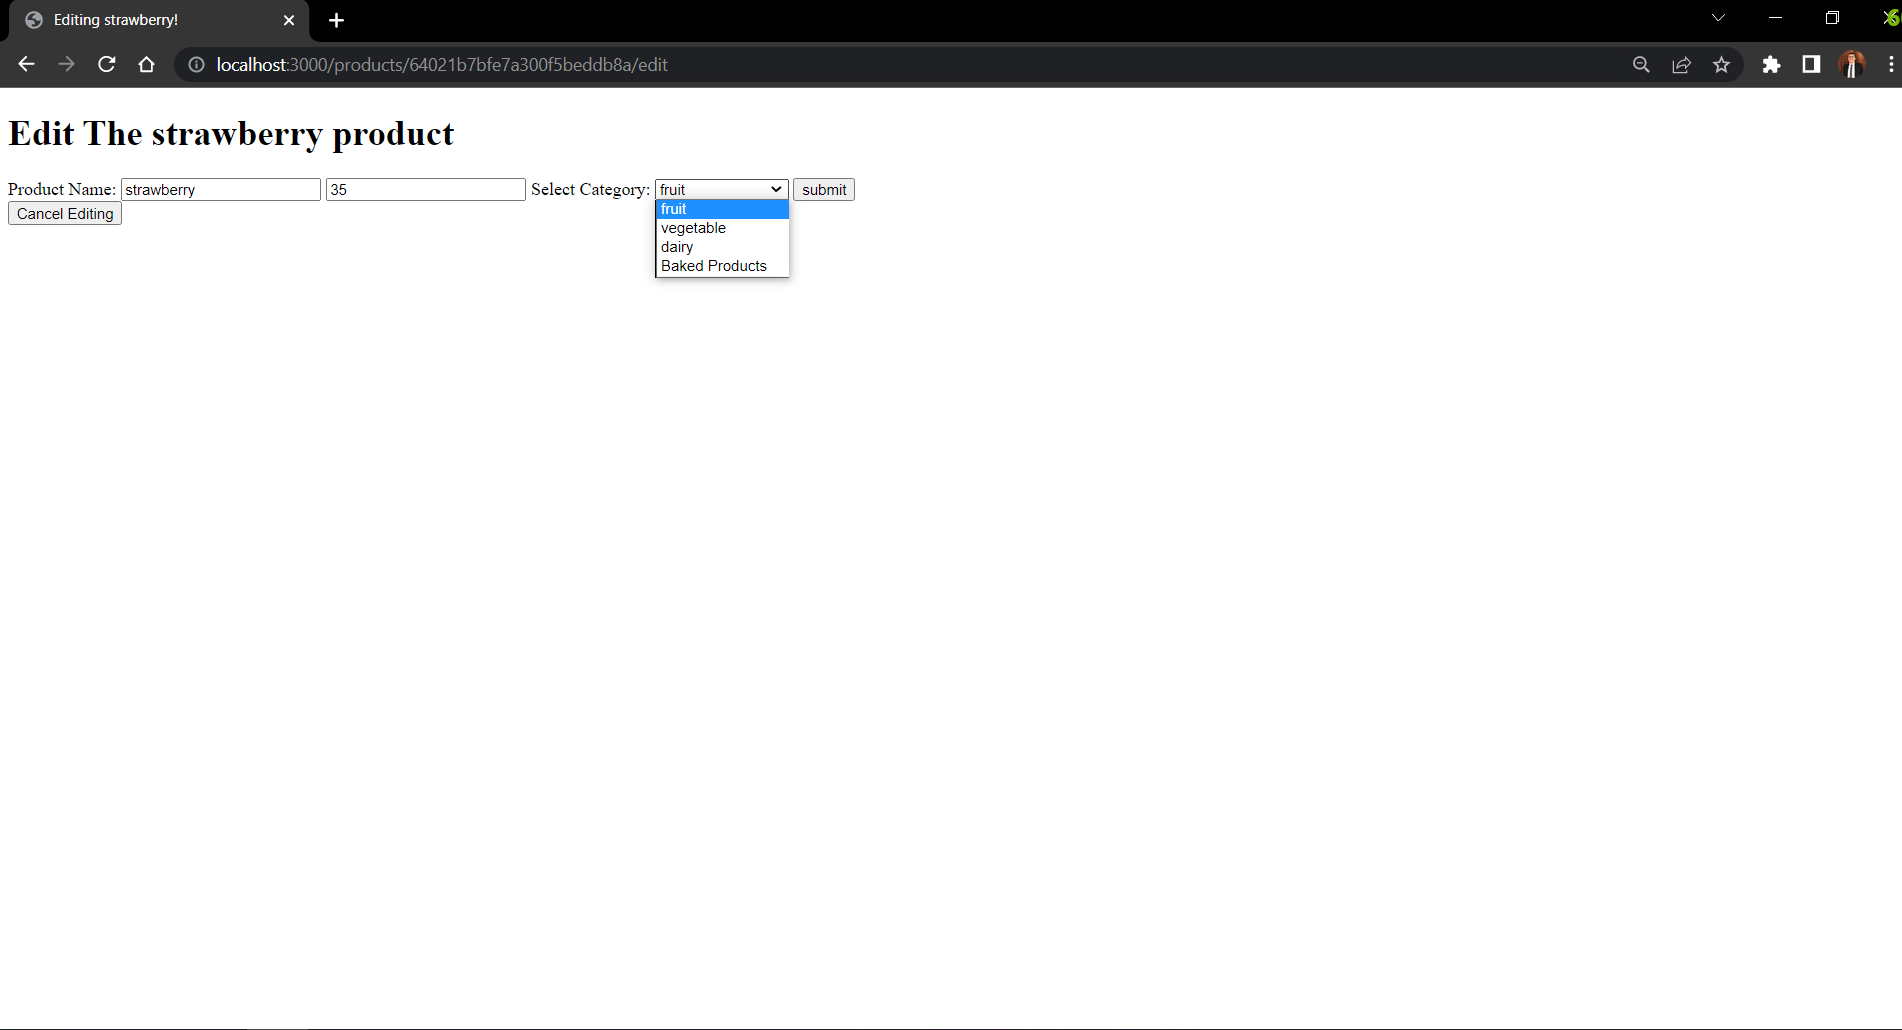 Editing strawberry!
localhost:3000/products/64021b7bfe7a300f5beddb8a/edit
Edit The strawberry product
Product Name: strawberry 35 Select Category: fruit submit
Cancel Editing
fruit
vegetable
dairy
Baked Products
6